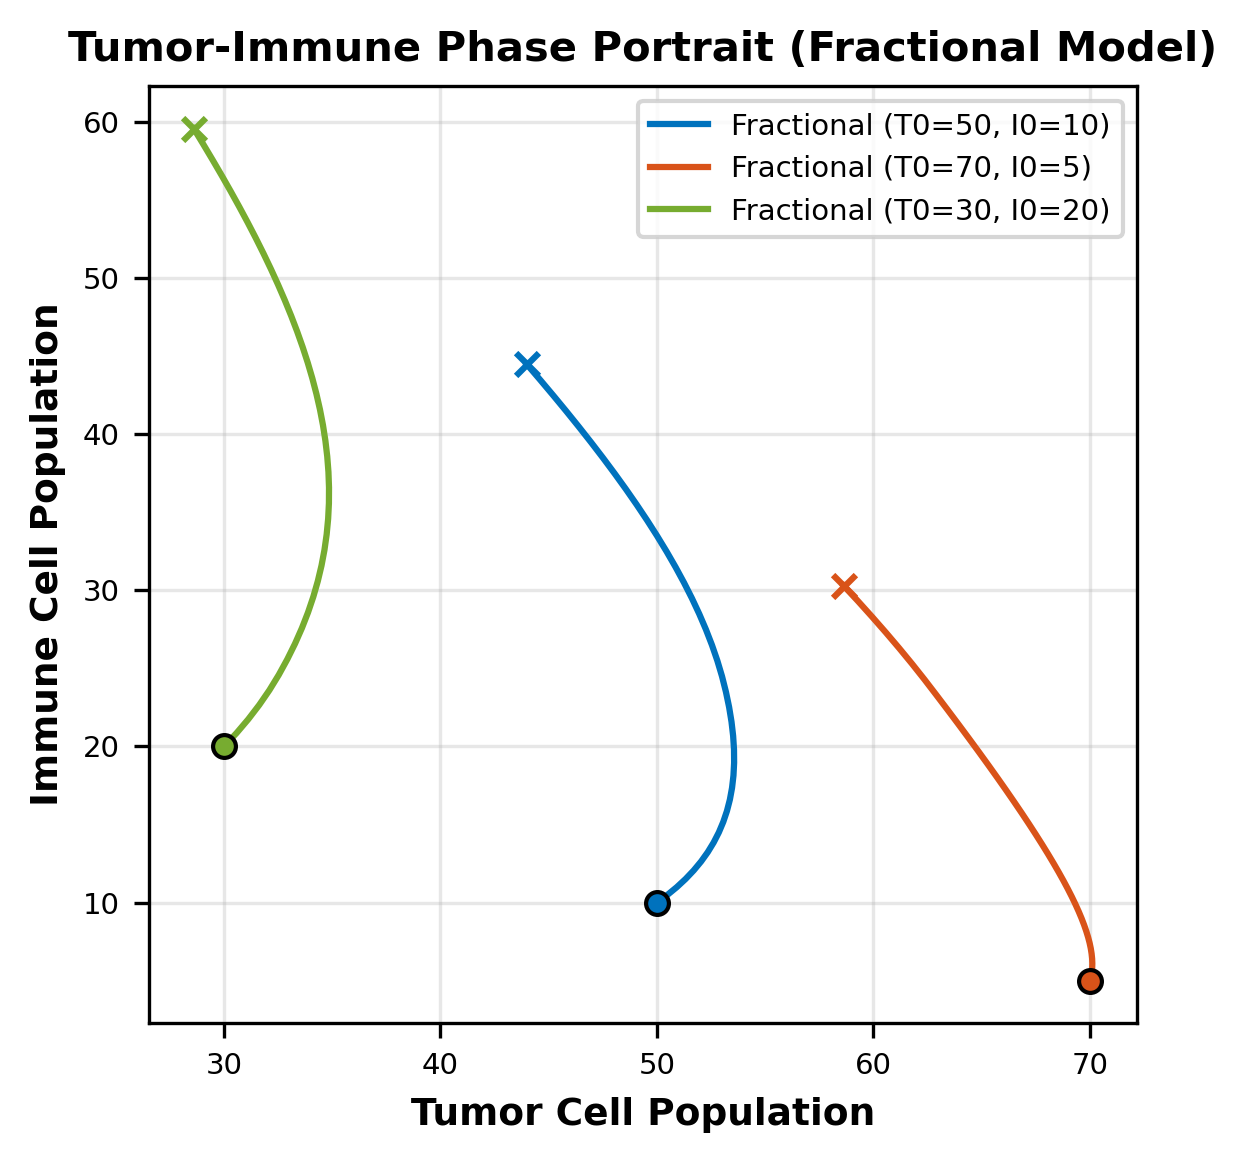 Tumor-Immune Phase Portrait (Fractional Model)
Fractional (T0=50, I0=10)
Fractional (T0=70, I0=5)
Fractional (T0=30, I0=20)
Immune Cell Population
60
50
40
30
20
10
30 40 50 60 70
Tumor Cell Population